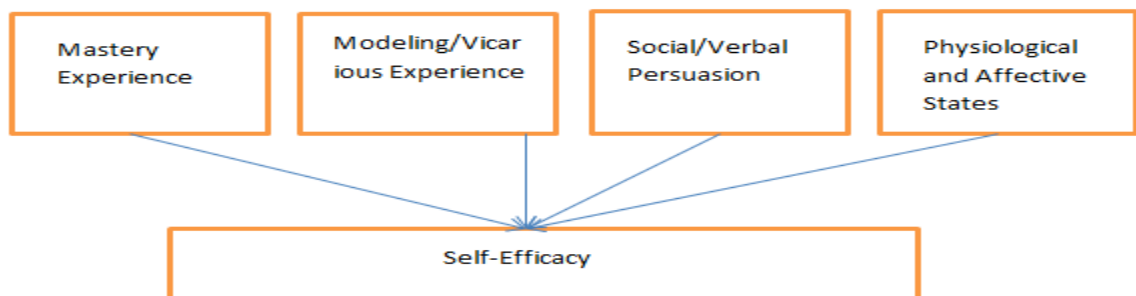 Mastery
Experience
Modeling/Vicar
ious Experience
Social/Verbal
Persuasion
Physiological
and Affective
States
Self-Efficacy